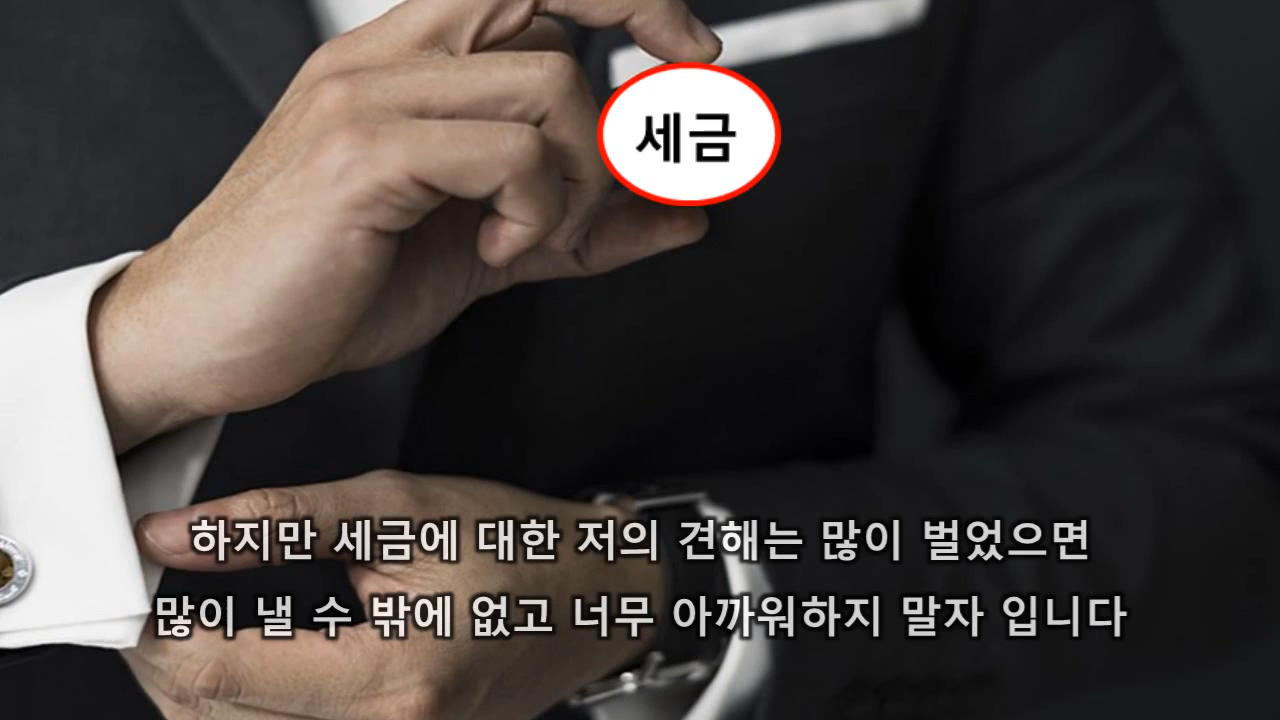 세금
하지만 세금에 대한 저의 견해는 많이 벌었으면
많이 낼 수 밖에 없고 너무 아까워하지 말자 입니다